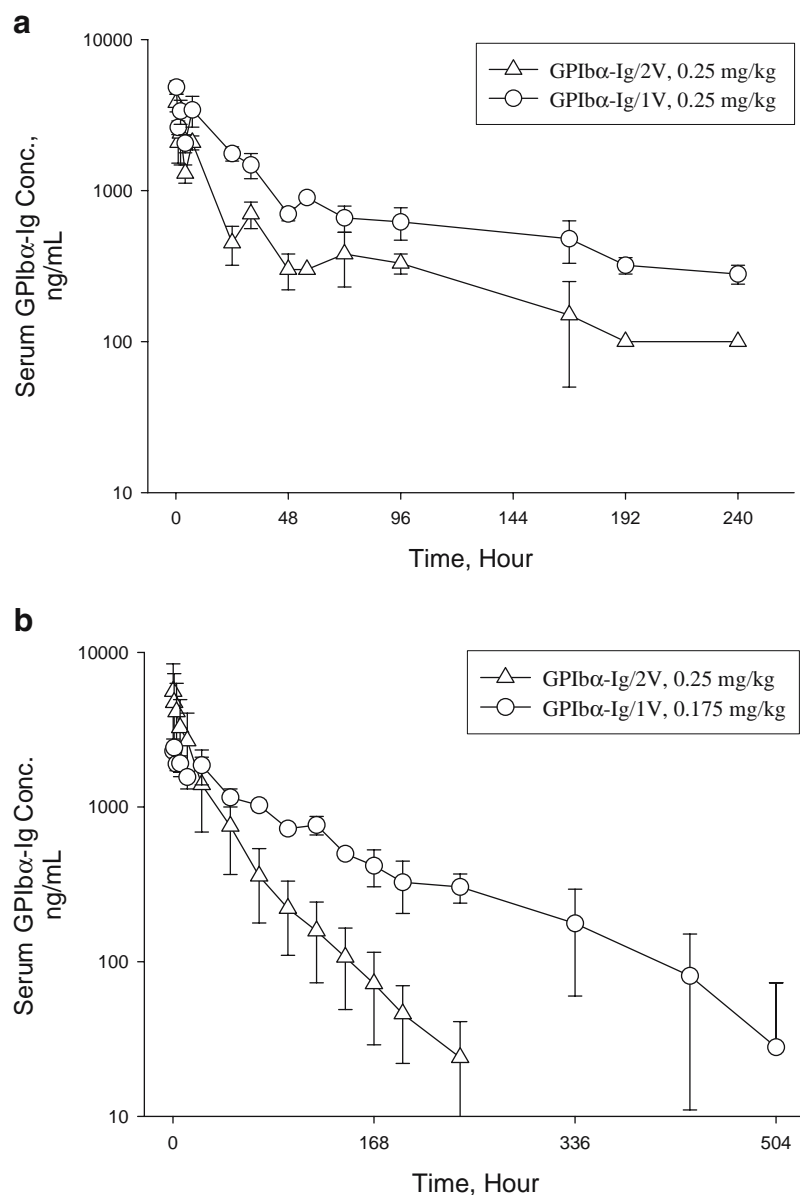 a
10000
1000
100
10
Serum GPIbα-Ig Conc.,
ng/mL
GPIbα-Ig/2V, 0.25 mg/kg
GPIbα-Ig/1V, 0.25 mg/kg
0 48 96 144 192 240
Time, Hour
b
10000
1000
100
10
Serum GPIbα-Ig Conc.
ng/mL
GPIbα-Ig/2V, 0.25 mg/kg
GPIbα-Ig/1V, 0.175 mg/kg
0 168 336 504
Time, Hour